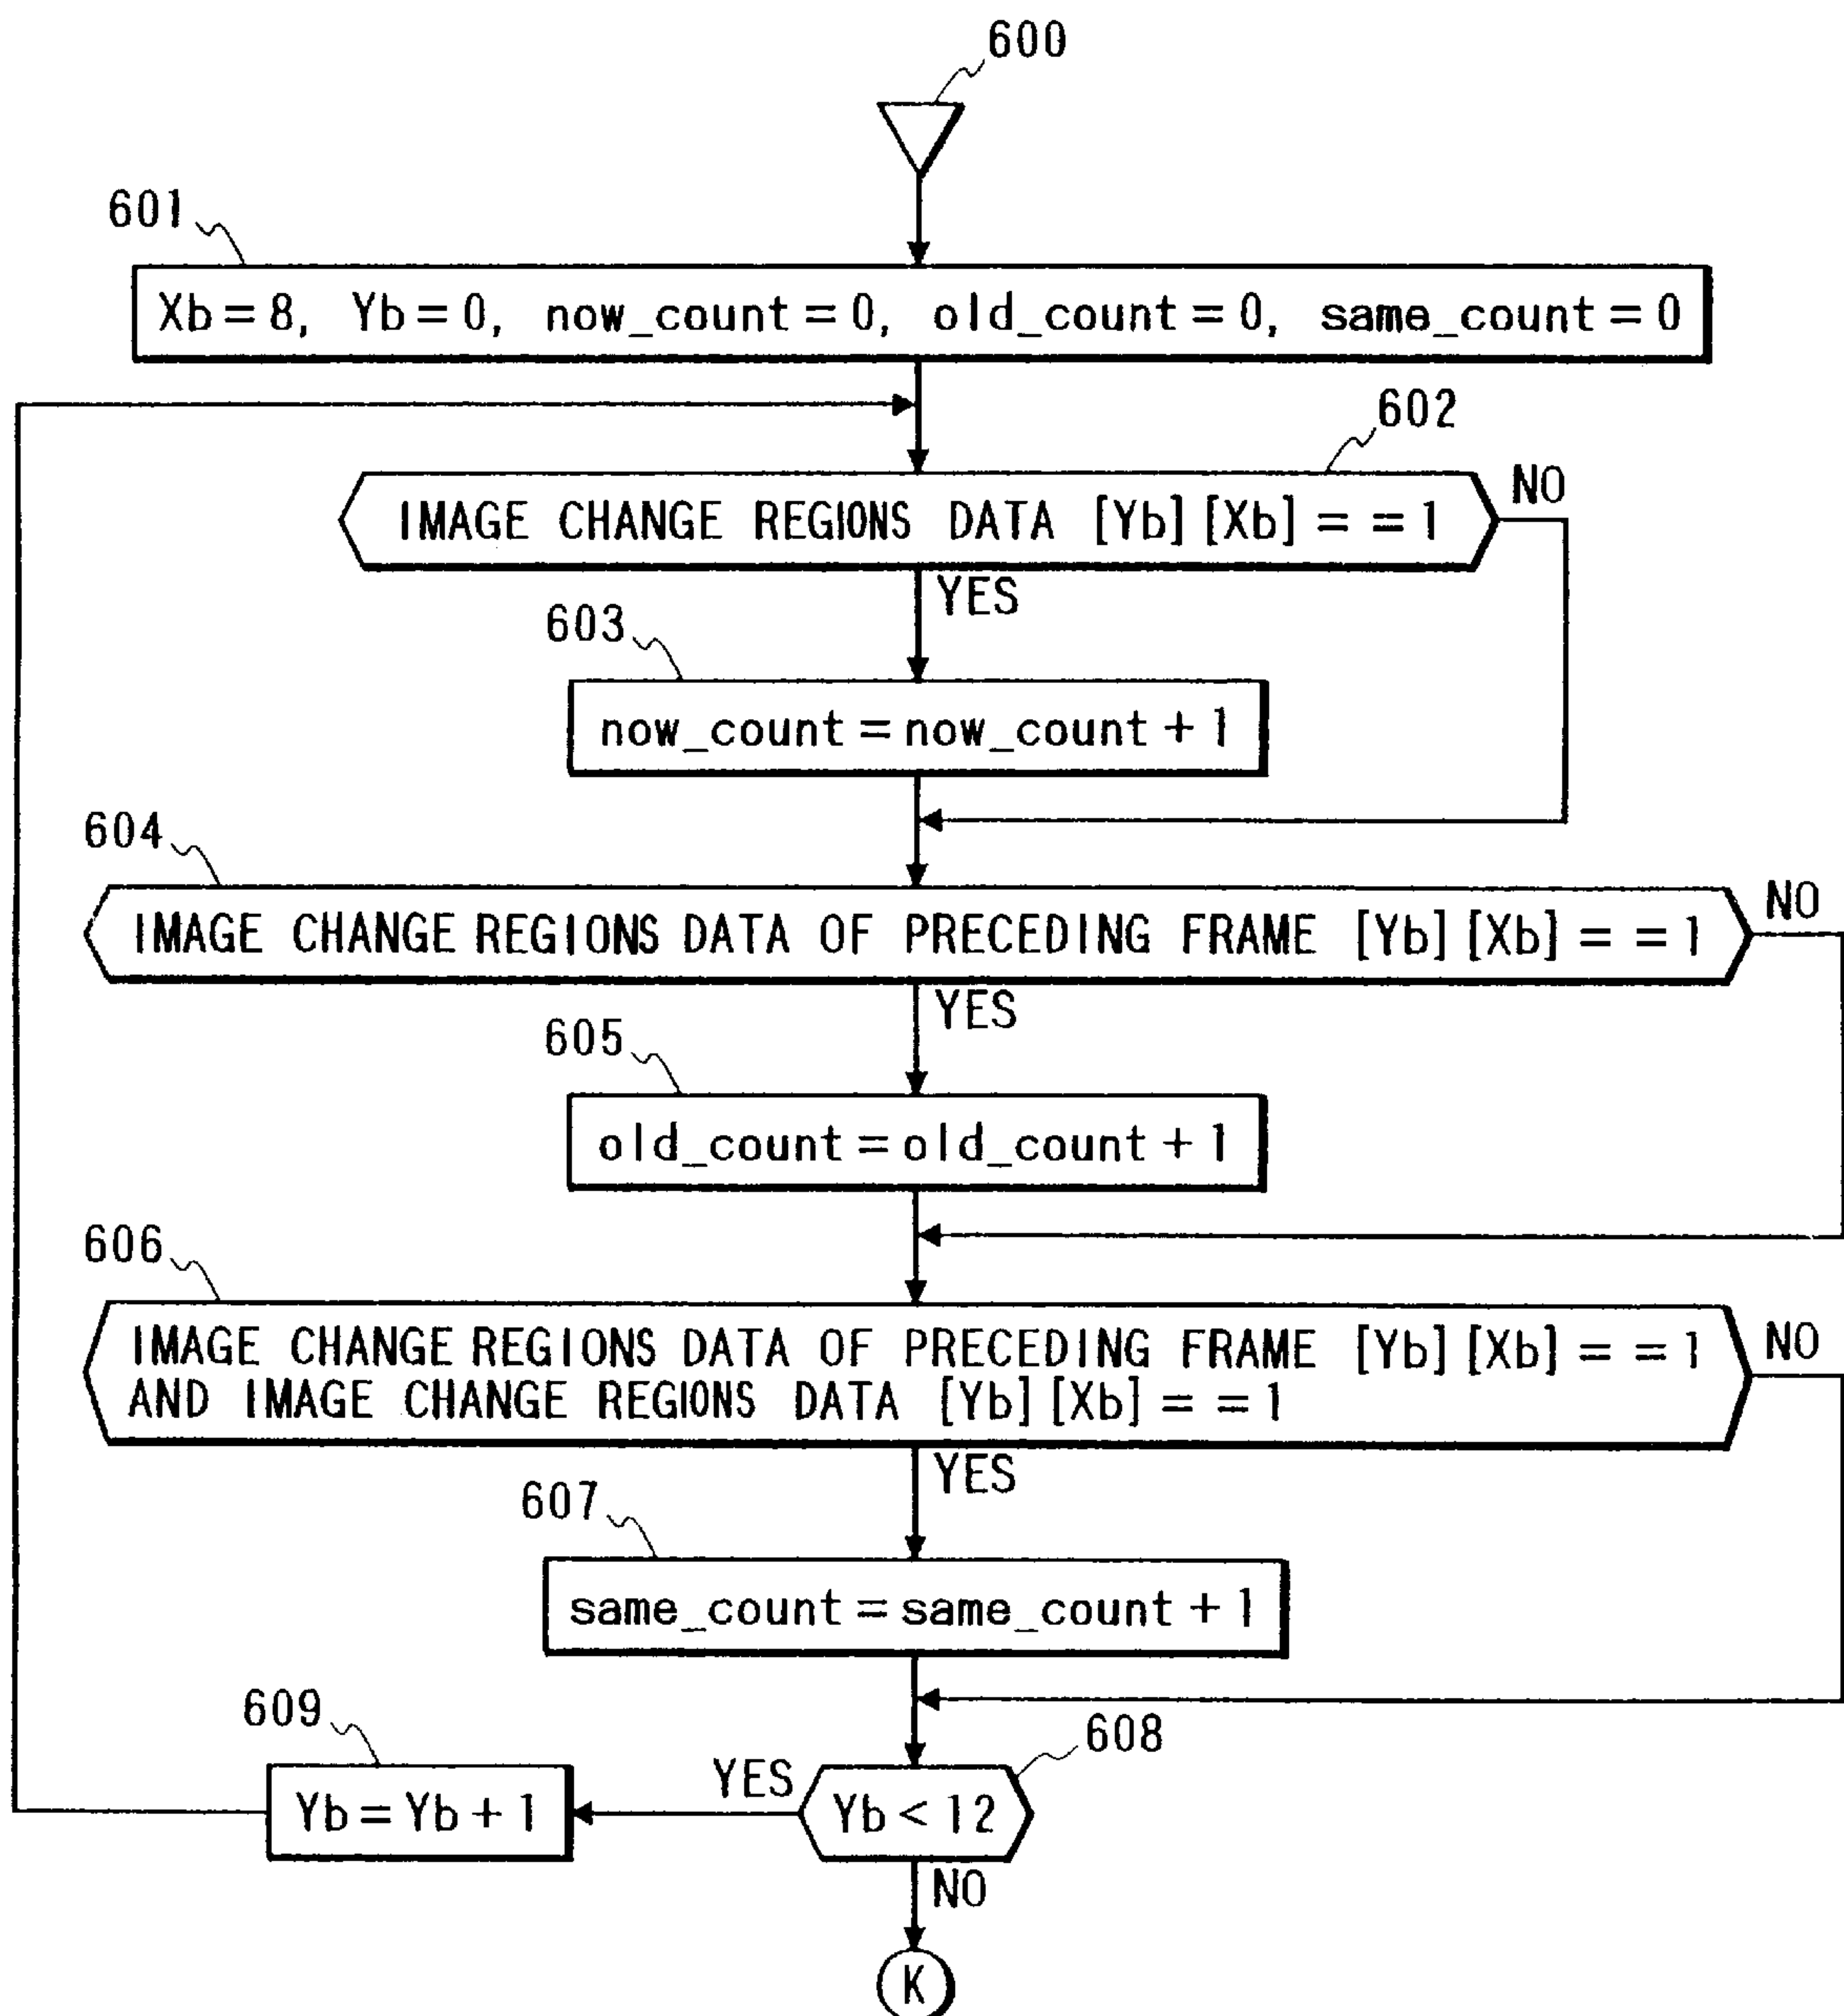 600
601
Xb = 8, Yb = 0, now_count = 0, old_count = 0, same_count = 0
602
IMAGE CHANGE REGIONS DATA [Yb] [Xb] = = 1
NO
YES
603
now_count = now_count + 1
604
IMAGE CHANGE REGIONS DATA OF PRECEDING FRAME [Yb] [Xb] = = 1
NO
YES
605
old_count = old_count + 1
606
IMAGE CHANGE REGIONS DATA OF PRECEDING FRAME [Yb] [Xb] = = 1
AND IMAGE CHANGE REGIONS DATA [Yb] [Xb] = = 1
NO
YES
607
same_count = same_count + 1
609
608
Yb = Yb + 1
YES
Yb < 12
NO
K